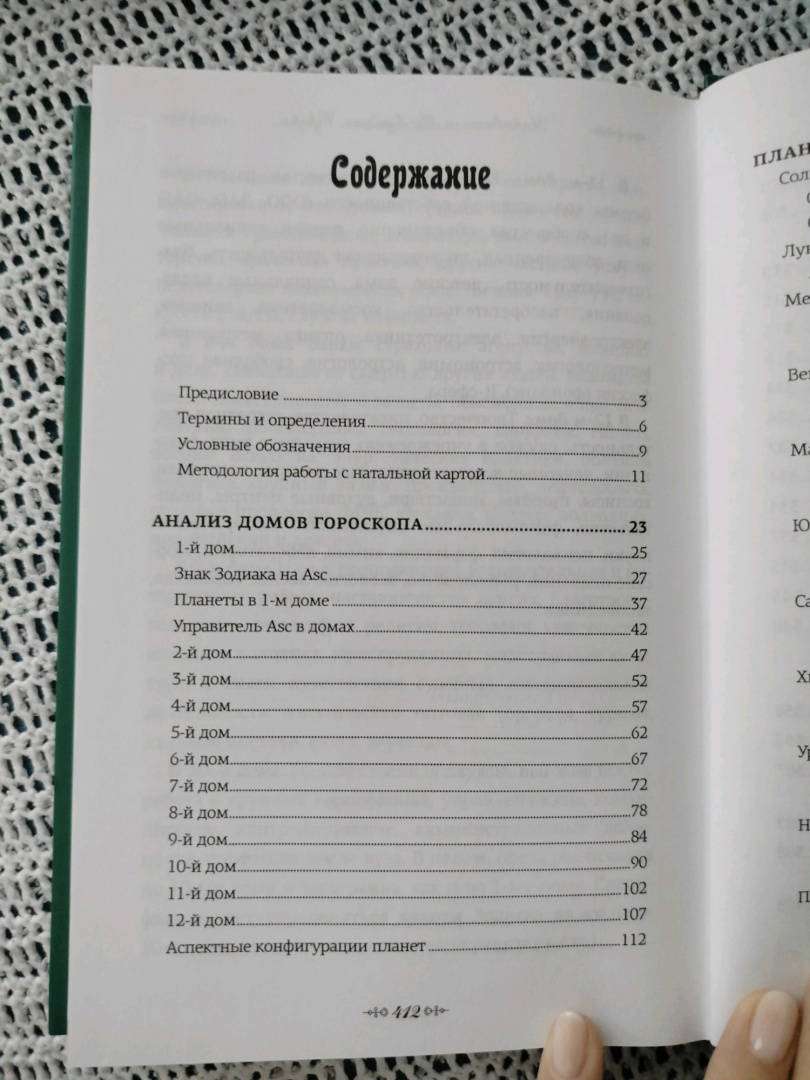 Содержание
Предисловие 3
Термины и определения 6
Условные обозначения 9
Методология работы с натальной картой 11
АНАЛИЗ ДОМОВ ГОРОСКОПА 23
1-й дом 25
Знак Зодиака на Asc 27
Планеты в 1-м доме 37
Управитель Asc в домах 42
2-й дом 47
3-й дом 52
4-й дом 57
5-й дом 62
6-й дом 67
7-й дом 72
8-й дом 78
9-й дом 84
10-й дом 90
11-й дом 102
12-й дом 107
Аспектные конфигурации планет 112
412